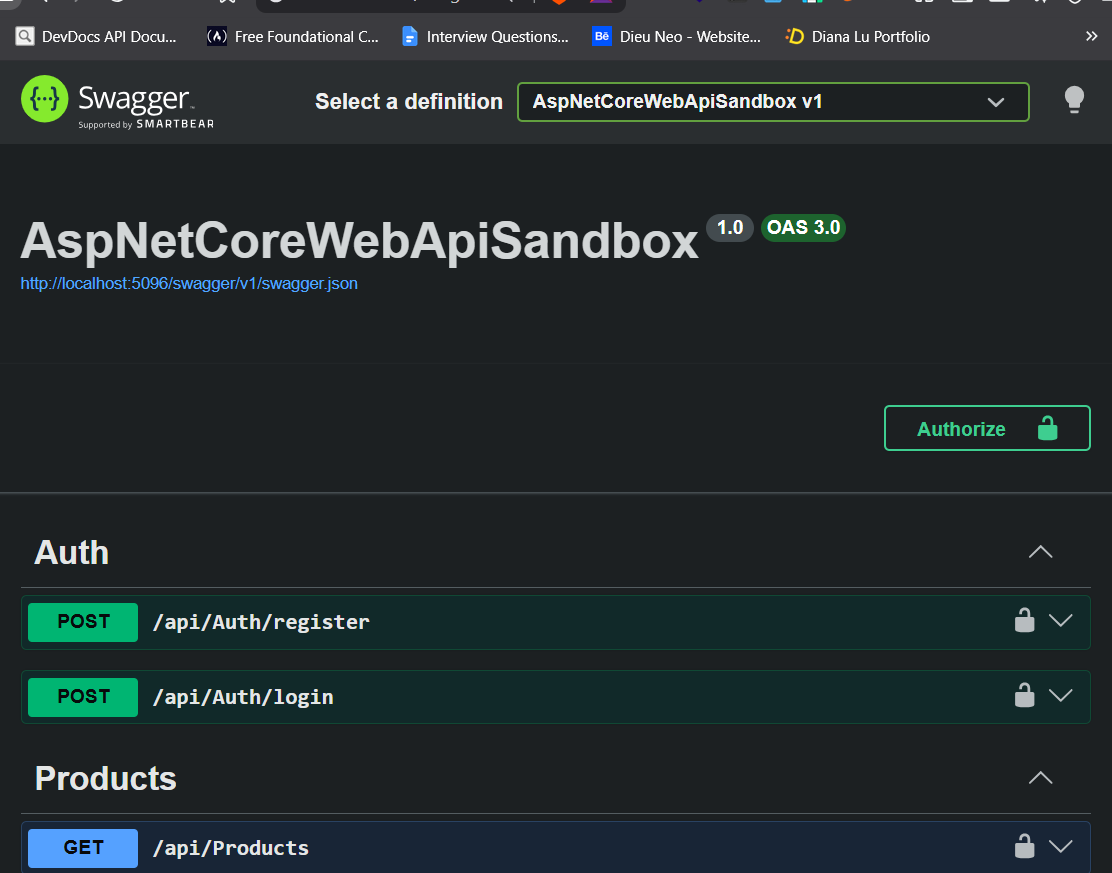 DevDocs API Docu... Free Foundational C... Interview Questions... Bē Dieu Neo - Website... Diana Lu Portfolio
Swagger
Supported by SMARTBEAR
Select a definition
AspNetCoreWebApiSandbox v1
AspNetCoreWebApiSandbox 1.0 OAS 3.0
http://localhost:5096/swagger/v1/swagger.json
Authorize
Auth
POST /api/Auth/register
POST /api/Auth/login
Products
GET /api/Products